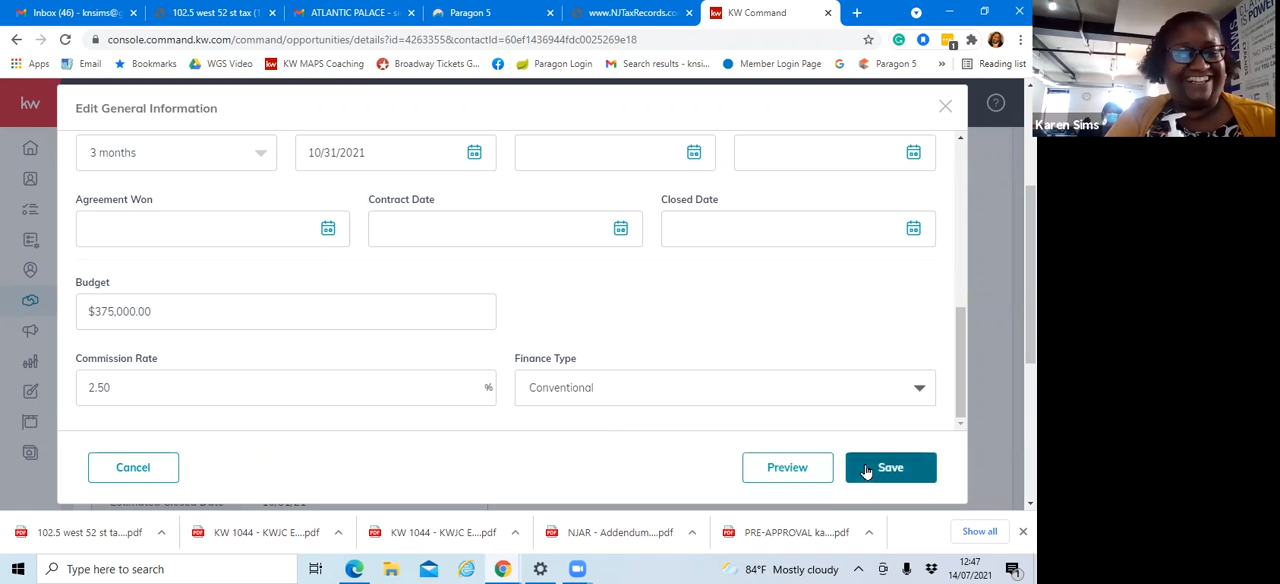 Inbox (46) - knsims@g
102.5 west 52 st tax (1
ATLANTIC PALACE - si
Paragon 5
www.NJTaxRecords.co
KW Command
console.command.kw.com/command/opportunities/details?id=4263355&contactId=60ef1436944fdc0025269e18
1
Apps
Email
Bookmarks
WGS Video
KW MAPS Coaching
Broadway Tickets G...
Paragon Login
Search results - knsi...
Member Login Page
Paragon 5
»
Reading list
kw
Edit General Information
?
3 months
10/31/2021
Agreement Won
Contract Date
Closed Date
Budget
$375,000.00
Commission Rate
Finance Type
2.50
%
Conventional
Cancel
Preview
Save
102.5 west 52 st ta....pdf
KW 1044 - KWJC E....pdf
KW 1044 - KWJC E....pdf
NJAR - Addendum....pdf
PRE-APPROVAL ka....pdf
Show all
Type here to search
84°F Mostly cloudy
12:47
14/07/2021
1
Karen Sims